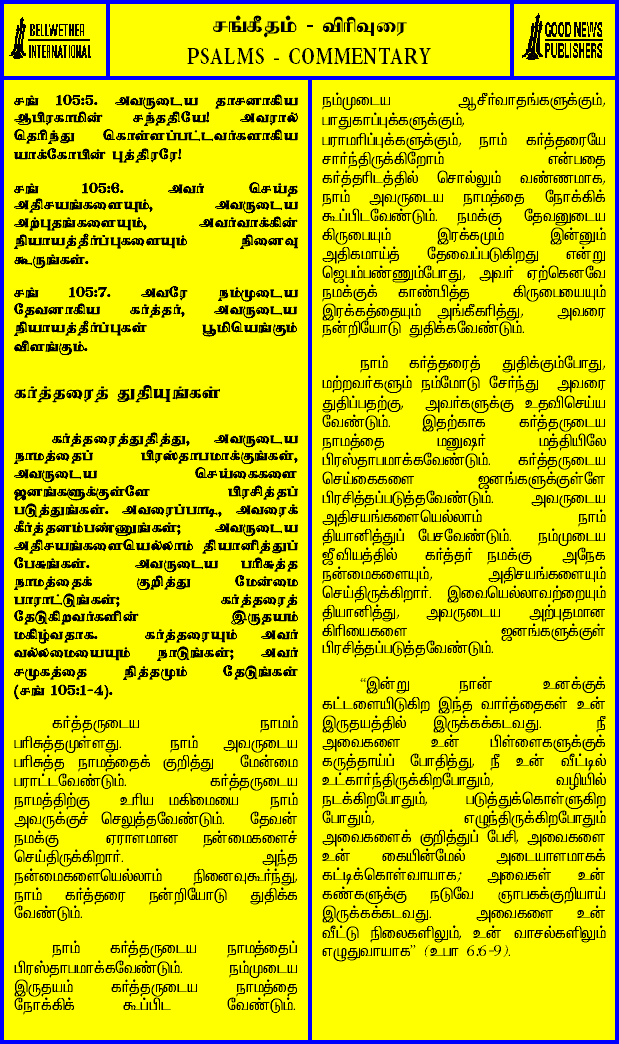 BELLWETHER
INTERNATIONAL
சங்கீதம் - விரிவுரை
PSALMS - COMMENTARY
GOOD NEWS
PUBLISHERS
சங் 105:5. அவருடைய தாசனாகிய
ஆபிரகாமின் சந்ததியே! அவரால்
தெரிந்து கொள்ளப்பட்டவர்களாகிய
யாக்கோபின் புத்திரரே!
சங் 105:6. அவர் செய்த
அதிசயங்களையும், அவருடைய
அற்புதங்களையும், அவர்வாக்கின்
நியாயத்தீர்ப்புகளையும் நினைவு
கூருங்கள்.
சங் 105:7. அவரே நம்முடைய
தேவனாகிய கர்த்தர், அவருடைய
நியாயத்தீர்ப்புகள் பூமியெங்கும்
விளங்கும்.
கர்த்தரைத் துதியுங்கள்
கர்த்தரைத்துதித்து, அவருடைய
நாமத்தைப் பிரஸ்தாபமாக்குங்கள்,
அவருடைய செய்கைகளை
ஜனங்களுக்குள்ளே பிரசித்தப்
படுத்துங்கள். அவரைப்பாடி, அவரைக்
கீர்த்தனம்பண்ணுங்கள்; அவருடைய
அதிசயங்களையெல்லாம் தியானித்துப்
பேசுங்கள். அவருடைய பரிசுத்த
நாமத்தைக் குறித்து மேன்மை
பாராட்டுங்கள்; கர்த்தரைத்
தேடுகிறவர்களின் இருதயம்
மகிழ்வதாக. கர்த்தரையும் அவர்
வல்லமையையும் நாடுங்கள்; அவர்
சமுகத்தை நித்தமும் தேடுங்கள்
(சங் 105:1-4).
கர்த்தருடைய நாமம்
பரிசுத்தமுள்ளது. நாம் அவருடைய
பரிசுத்த நாமத்தைக் குறித்து மேன்மை
பராட்டவேண்டும். கர்த்தருடைய
நாமத்திற்கு உரிய மகிமையை நாம்
அவருக்குச் செலுத்தவேண்டும். தேவன்
நமக்கு ஏராளமான நன்மைகளைச்
செய்திருக்கிறார். அந்த
நன்மைகளையெல்லாம் நினைவுகூர்ந்து,
நாம் கர்த்தரை நன்றியோடு துதிக்க
வேண்டும்.
நாம் கர்த்தருடைய நாமத்தைப்
பிரஸ்தாபமாக்கவேண்டும். நம்முடைய
இருதயம் கர்த்தருடைய நாமத்தை
நோக்கிக் கூப்பிட வேண்டும்.
நம்முடைய ஆசீர்வாதங்களுக்கும்,
பாதுகாப்புக்களுக்கும்,
பராமரிப்புக்களுக்கும், நாம் கர்த்தரையே
சார்ந்திருக்கிறோம் என்பதை
கர்த்தரிடத்தில் சொல்லும் வண்ணமாக,
நாம் அவருடைய நாமத்தை நோக்கிக்
கூப்பிடவேண்டும். நமக்கு தேவனுடைய
கிருபையும் இரக்கமும் இன்னும்
அதிகமாய்த் தேவைப்படுகிறது என்று
ஜெபம்பண்ணும்போது, அவர் ஏற்கெனவே
நமக்குக் காண்பித்த கிருபையையும்
இரக்கத்தையும் அங்கீகரித்து, அவரை
நன்றியோடு துதிக்கவேண்டும்.
நாம் கர்த்தரைத் துதிக்கும்போது,
மற்றவர்களும் நம்மோடு சேர்ந்து அவரை
துதிப்பதற்கு, அவர்களுக்கு உதவிசெய்ய
வேண்டும். இதற்காக கர்த்தருடைய
நாமத்தை மனுஷர் மத்தியிலே
பிரஸ்தாபமாக்கவேண்டும். கர்த்தருடைய
செய்கைகளை ஜனங்களுக்குள்ளே
பிரசித்தப்படுத்தவேண்டும். அவருடைய
அதிசயங்களையெல்லாம் நாம்
தியானித்துப் பேசவேண்டும். நம்முடைய
ஜீவியத்தில் கர்த்தர் நமக்கு அநேக
நன்மைகளையும், அதிசயங்களையும்
செய்திருக்கிறார். இவையெல்லாவற்றையும்
தியானித்து, அவருடைய அற்புதமான
கிரியைகளை ஜனங்களுக்குள்
பிரசித்தப்படுத்தவேண்டும்.
“இன்று நான் உனக்குக்
கட்டளையிடுகிற இந்த வார்த்தைகள் உன்
இருதயத்தில் இருக்கக்கடவது. நீ
அவைகளை உன் பிள்ளைகளுக்குக்
கருத்தாய்ப் போதித்து, நீ உன் வீட்டில்
உட்கார்ந்திருக்கிறபோதும், வழியில்
நடக்கிறபோதும், படுத்துக்கொள்ளுகிற
போதும், எழுந்திருக்கிறபோதும்
அவைகளைக் குறித்துப் பேசி, அவைகளை
உன் கையின்மேல் அடையாளமாகக்
கட்டிக்கொள்வாயாக; அவைகள் உன்
கண்களுக்கு நடுவே ஞாபகக்குறியாய்
இருக்கக்கடவது. அவைகளை உன்
வீட்டு நிலைகளிலும், உன் வாசல்களிலும்
எழுதுவாயாக” (உபா 6:6-9).